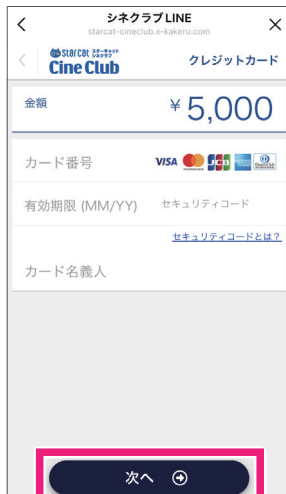 シネクラブLINE
starcat-cineclub.x-kakeru.com
starcat スターキャット シネクラブ
Cine Club
クレジットカード
金額
¥5,000
カード番号
VISA mastercard JCB
有効期限 (MM/YY)
セキュリティコード
セキュリティコードとは?
カード名義人
次へ